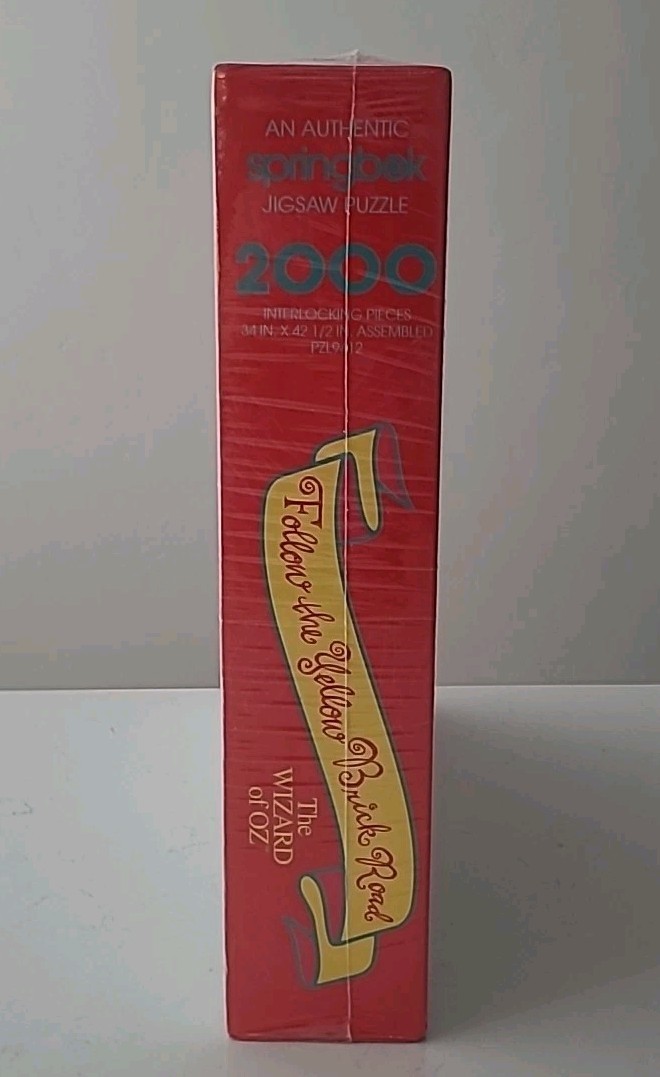 AN AUTHENTIC
springbok
JIGSAW PUZZLE
2000
INTERLOCKING PIECES
34 IN. X 42 1/2 IN. ASSEMBLED
Follow the Yellow Brick Road
The
WIZARD
of OZ